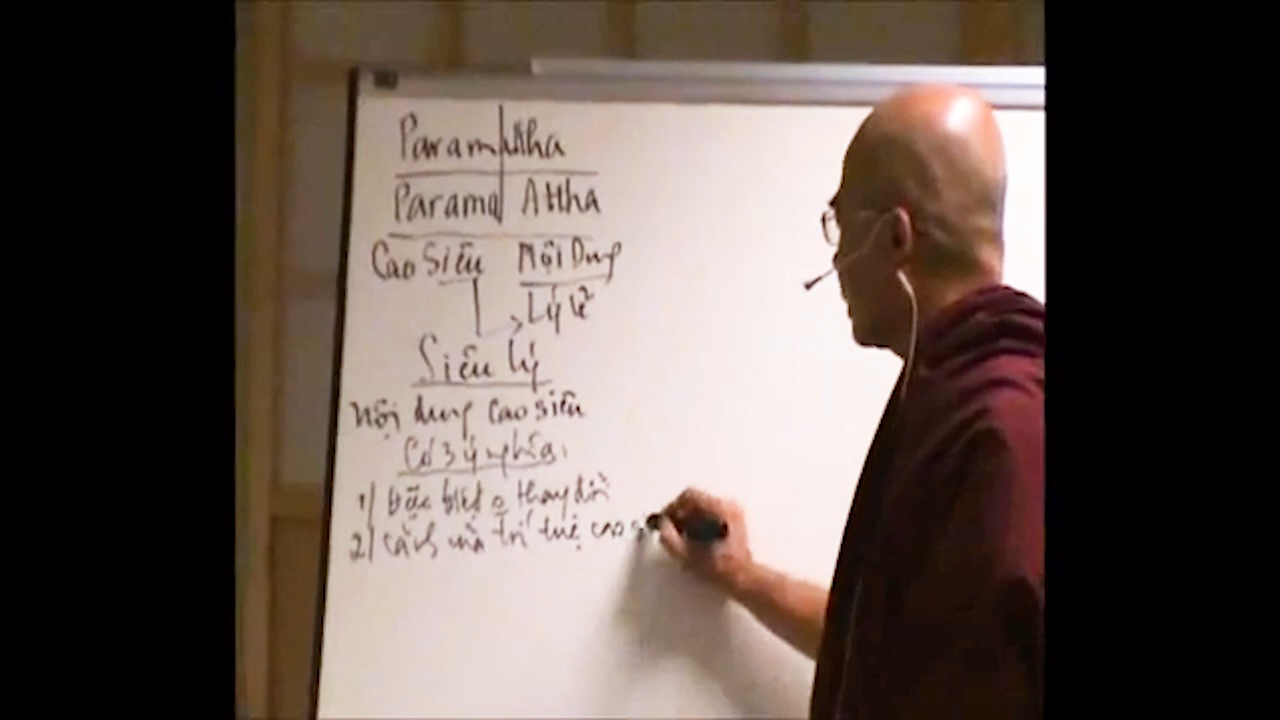 Paramattha
Parama Attha
Cao Siêu Nội Dung
Lý lẽ
Siêu lý
Nội dung cao siêu
Có 3 ý nghĩa:
1/ Đặc biệt o thay đổi
2/ Cảnh mà trí tuệ cao s